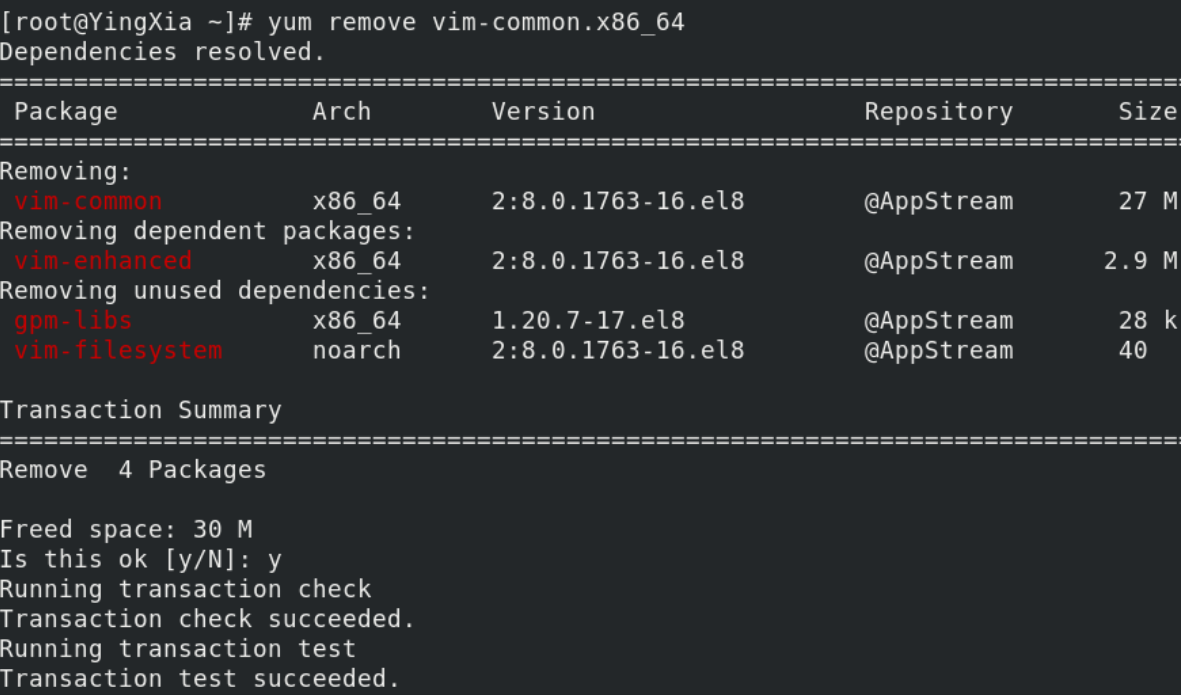 [root@YingXia ~]# yum remove vim-common.x86_64
Dependencies resolved.
================================================================================
 Package             Arch        Version                  Repository       Size
================================================================================
Removing:
 vim-common          x86_64      2:8.0.1763-16.el8        @AppStream       27 M
Removing dependent packages:
 vim-enhanced        x86_64      2:8.0.1763-16.el8        @AppStream      2.9 M
Removing unused dependencies:
 gpm-libs            x86_64      1.20.7-17.el8            @AppStream       28 k
 vim-filesystem      noarch      2:8.0.1763-16.el8        @AppStream       40

Transaction Summary
================================================================================
Remove  4 Packages

Freed space: 30 M
Is this ok [y/N]: y
Running transaction check
Transaction check succeeded.
Running transaction test
Transaction test succeeded.